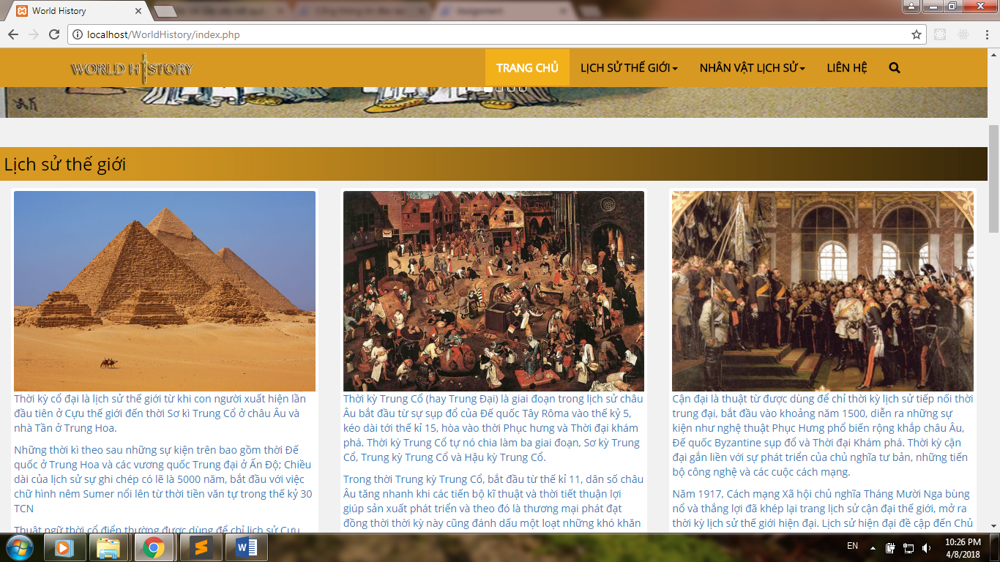 World History
Assignment
localhost/WorldHistory/index.php
WORLD HISTORY
TRANG CHỦ
LỊCH SỬ THẾ GIỚI
NHÂN VẬT LỊCH SỬ
LIÊN HỆ
Lịch sử thế giới
Thời kỳ cổ đại là lịch sử thế giới từ khi con người xuất hiện lần
đầu tiên ở Cựu thế giới đến thời Sơ kì Trung Cổ ở châu Âu và
nhà Tần ở Trung Hoa.
Những thời kì theo sau những sự kiện trên bao gồm thời Đế
quốc ở Trung Hoa và các vương quốc Trung đại ở Ấn Độ; Chiều
dài của lịch sử sự ghi chép có lẽ là 5000 năm, bắt đầu với việc
chữ hình nêm Sumer nổi lên từ thời tiền văn tự trong thế kỷ 30
TCN
Thuật ngữ thời cổ điển thường được dùng để chỉ lịch sử Cựu
Thời kỳ Trung Cổ (hay Trung Đại) là giai đoạn trong lịch sử châu
Âu bắt đầu từ sự sụp đổ của Đế quốc Tây Rôma vào thế kỷ 5,
kéo dài tới thế kỉ 15, hòa vào thời Phục hưng và Thời đại khám
phá. Thời kỳ Trung Cổ tự nó chia làm ba giai đoạn, Sơ kỳ Trung
Cổ, Trung kỳ Trung Cổ và Hậu kỳ Trung Cổ.
Trong thời Trung kỳ Trung Cổ, bắt đầu từ thế kỉ 11, dân số châu
Âu tăng nhanh khi các tiến bộ kĩ thuật và thời tiết thuận lợi
giúp sản xuất phát triển và theo đó là thương mại phát đạt
đồng thời thời kỳ này cũng đánh dấu một loạt những khó khăn
Cận đại là thuật từ được dùng để chỉ thời kỳ lịch sử tiếp nối thời
trung đại, bắt đầu vào khoảng năm 1500, diễn ra những sự
kiện như nghệ thuật Phục Hưng phổ biến rộng khắp châu Âu,
Đế quốc Byzantine sụp đổ và Thời đại Khám phá. Thời kỳ cận
đại gắn liền với sự phát triển của chủ nghĩa tư bản, những tiến
bộ công nghệ và các cuộc cách mạng.
Năm 1917, Cách mạng Xã hội chủ nghĩa Tháng Mười Nga bùng
nổ và thắng lợi đã khép lại trang lịch sử cận đại thế giới, mở ra
thời kỳ lịch sử thế giới hiện đại. Lịch sử hiện đại đề cập đến Chủ
EN
10:26 PM
4/8/2018